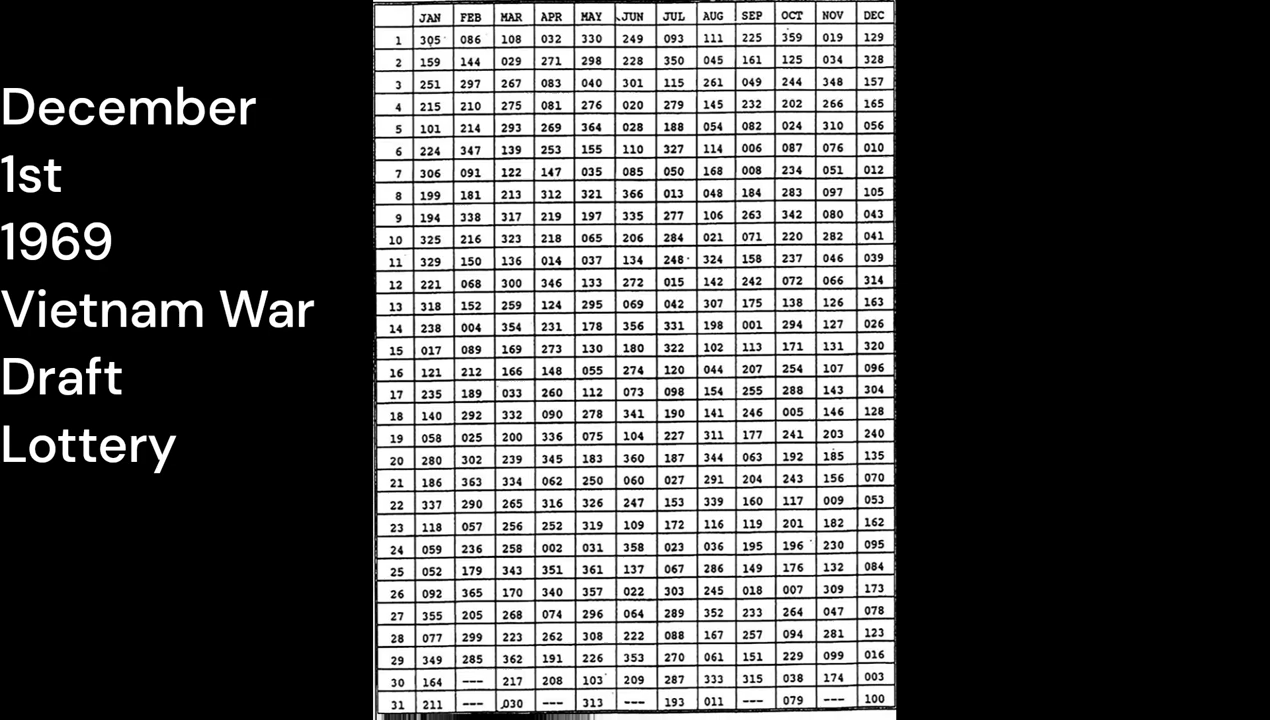 December
1st
1969
Vietnam War
Draft
Lottery
JAN FEB MAR APR MAY JUN JUL AUG SEP OCT NOV DEC
1 305 086 108 032 330 249 093 111 225 359 019 129
2 159 144 029 271 298 228 350 045 161 125 034 328
3 251 297 267 083 040 301 115 261 049 244 348 157
4 215 210 275 081 276 020 279 145 232 202 266 165
5 101 214 293 269 364 028 188 054 082 024 310 056
6 224 347 139 253 155 110 327 114 006 087 076 010
7 306 091 122 147 035 085 050 168 008 234 051 012
8 199 181 213 312 321 366 013 048 184 283 097 105
9 194 338 317 219 197 335 277 106 263 342 080 043
10 325 216 323 218 065 206 284 021 071 220 282 041
11 329 150 136 014 037 134 248 324 158 237 046 039
12 221 068 300 346 133 272 015 142 242 072 066 314
13 318 152 259 124 295 069 042 307 175 138 126 163
14 238 004 354 231 178 356 331 198 001 294 127 026
15 017 089 169 273 130 180 322 102 113 171 131 320
16 121 212 166 148 055 274 120 044 207 254 107 096
17 235 189 033 260 112 073 098 154 255 288 143 304
18 140 292 332 090 278 341 190 141 246 005 146 128
19 058 025 200 336 075 104 227 311 177 241 203 240
20 280 302 239 345 183 360 187 344 063 192 185 135
21 186 363 334 062 250 060 027 291 204 243 156 070
22 337 290 265 316 326 247 153 339 160 117 009 053
23 118 057 256 252 319 109 172 116 119 201 182 162
24 059 236 258 002 031 358 023 036 195 196 230 095
25 052 179 343 351 361 137 067 286 149 176 132 084
26 092 365 170 340 357 022 303 245 018 007 309 173
27 355 205 268 074 296 064 289 352 233 264 047 078
28 077 299 223 262 308 222 088 167 257 094 281 123
29 349 285 362 191 226 353 270 061 151 229 099 016
30 164 --- 217 208 103 209 287 333 315 038 174 003
31 211 --- 030 --- 313 --- 193 011 --- 079 --- 100